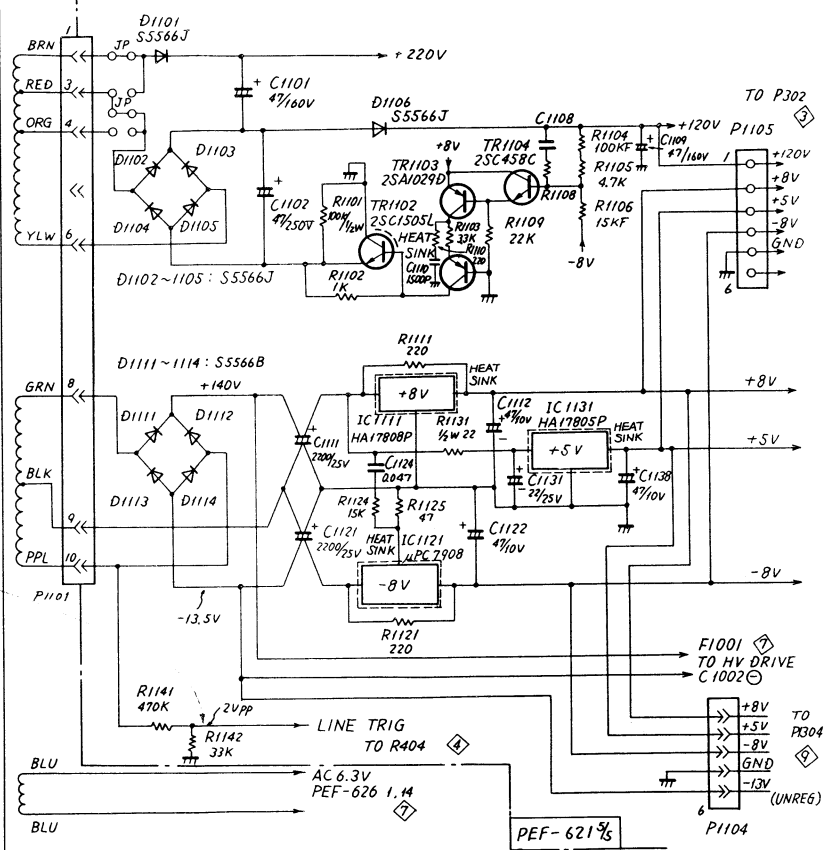 1
BRN
JP
D1101
S5566J
+220V
RED 3
JP
ORG 4
+
C1101
47/160V
D1106
S5566J
C1108
+8V
TR1104
2SC458C
TR1103
2SA1029D
R1104
100KF
R1105
4.7K
R1106
15KF
-8V
+120V
C1109
47/160V
TO P302
3
P1105
1
+120V
+8V
+5V
-8V
GND
6
D1102
D1103
D1104
D1105
YLW 6
+
C1102
47/250V
R1101
100K/½W
TR1102
2SC1505L
HEAT
SINK
R1103
33K
C1110
1500P
R1110
220
R1108
R1109
22K
R1102
1K
D1102~1105 : S5566J
D1111~1114 : S5566B
GRN 8
+140V
D1111
D1112
D1113
D1114
BLK
9
10
PPL
P1101
-13.5V
+
C1111
2200/25V
+
C1121
2200/25V
R1111
220
HEAT
SINK
+8V
IC1111
HA17808P
R1131
½W 22
C1112
47/10V
+
-
IC1131
HA17805P
HEAT
SINK
+5V
C1124
0.047
R1124
15K
R1125
47
C1131
22/25V
+
-
C1138
47/10V
+
HEAT
SINK
IC1121
μPC7908
-8V
+
C1122
47/10V
R1121
220
+8V
+5V
-8V
F1001 7
TO HV DRIVE
C1002⊖
R1141
470K
2VPP
R1142
33K
LINE TRIG
TO R404 4
BLU
BLU
AC 6.3V
PEF-626 1,14
7
+8V
+5V
-8V
GND
-13V
(UNREG)
6
P1104
TO
P1304
9
PEF-621 5/5